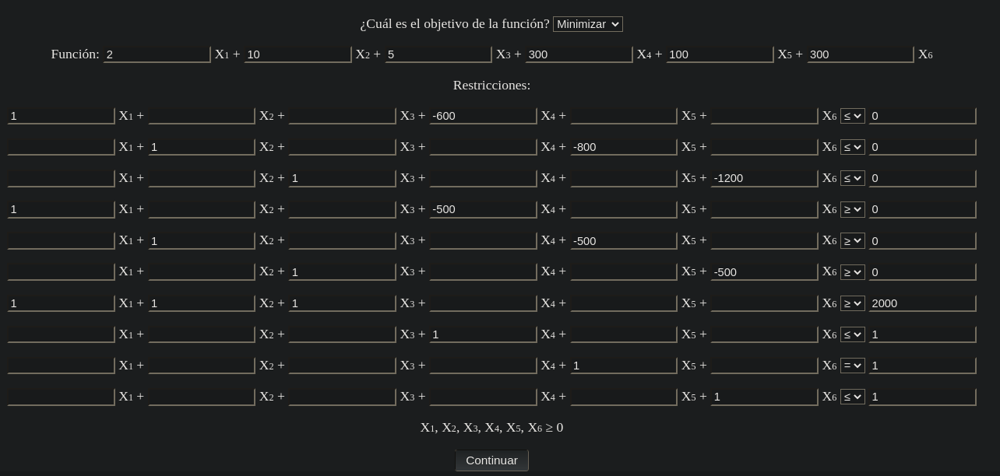 ¿Cuál es el objetivo de la función? Minimizar
Función: 2 X1 + 10 X2 + 5 X3 + 300 X4 + 100 X5 + 300 X6
Restricciones:
1 X1 + X2 + X3 + -600 X4 + X5 + X6 ≤ 0
X1 + 1 X2 + X3 + X4 + -800 X5 + X6 ≤ 0
X1 + X2 + 1 X3 + X4 + X5 + -1200 X6 ≤ 0
1 X1 + X2 + X3 + -500 X4 + X5 + X6 ≥ 0
X1 + 1 X2 + X3 + X4 + -500 X5 + X6 ≥ 0
X1 + X2 + 1 X3 + X4 + X5 + -500 X6 ≥ 0
1 X1 + 1 X2 + 1 X3 + X4 + X5 + X6 ≥ 2000
X1 + X2 + X3 + 1 X4 + X5 + X6 ≤ 1
X1 + X2 + X3 + X4 + 1 X5 + X6 = 1
X1 + X2 + X3 + X4 + X5 + 1 X6 ≤ 1
X1, X2, X3, X4, X5, X6 ≥ 0
Continuar